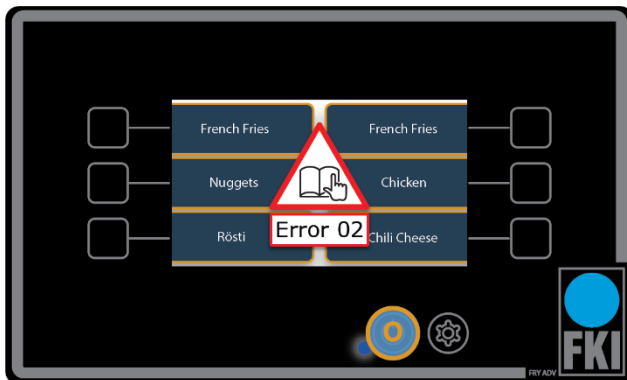 French Fries
French Fries
Nuggets
Chicken
Rösti
Chili Cheese
Error 02
O
FRY ADV
FKI